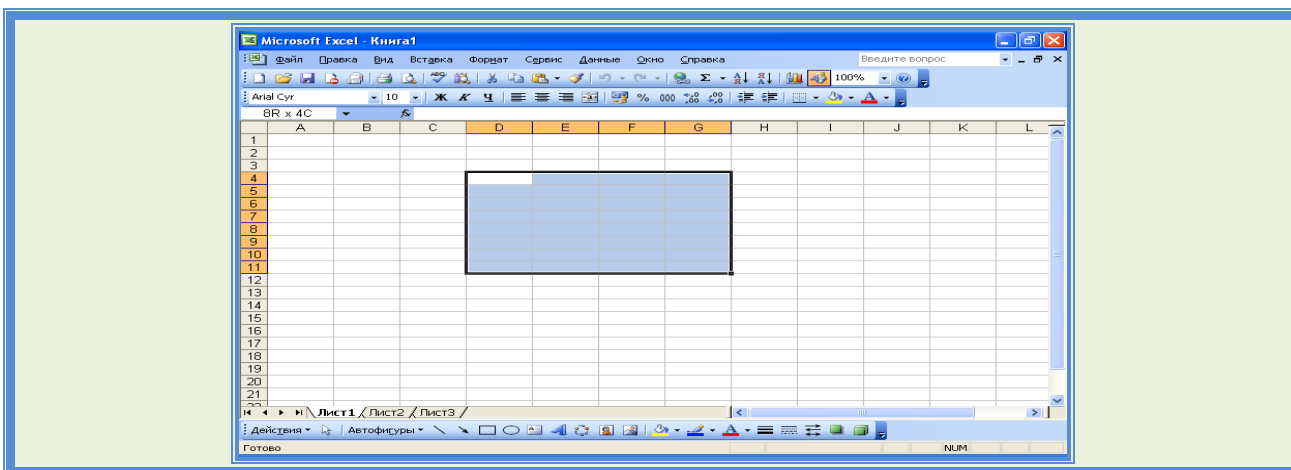 Microsoft Excel - Книга1
Файл Правка Вид Вставка Формат Сервис Данные Окно Справка Введите вопрос
100%
Arial Cyr 10 Ж К Ч % 000
8R x 4C fx
A B C D E F G H I J K L
1
2
3
4
5
6
7
8
9
10
11
12
13
14
15
16
17
18
19
20
21
22
Лист1 Лист2 Лист3
Действия Автофигуры
Готово NUM